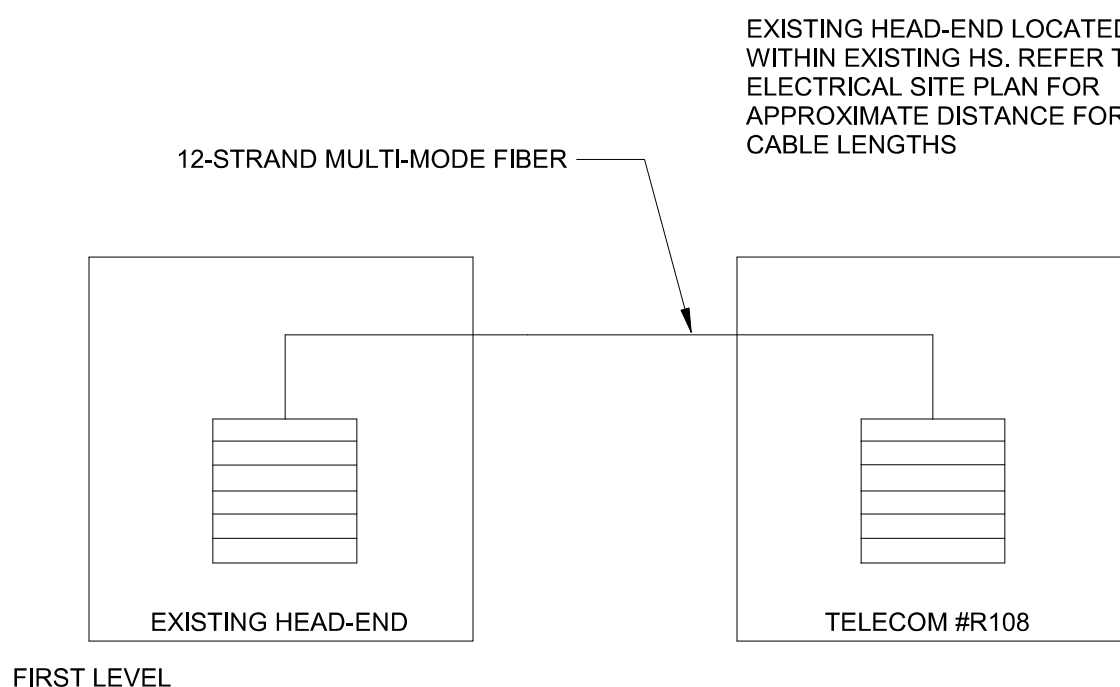 EXISTING HEAD-END LOCATED
WITHIN EXISTING HS. REFER T
ELECTRICAL SITE PLAN FOR
APPROXIMATE DISTANCE FOR
CABLE LENGTHS
12-STRAND MULTI-MODE FIBER
EXISTING HEAD-END
TELECOM #R108
FIRST LEVEL